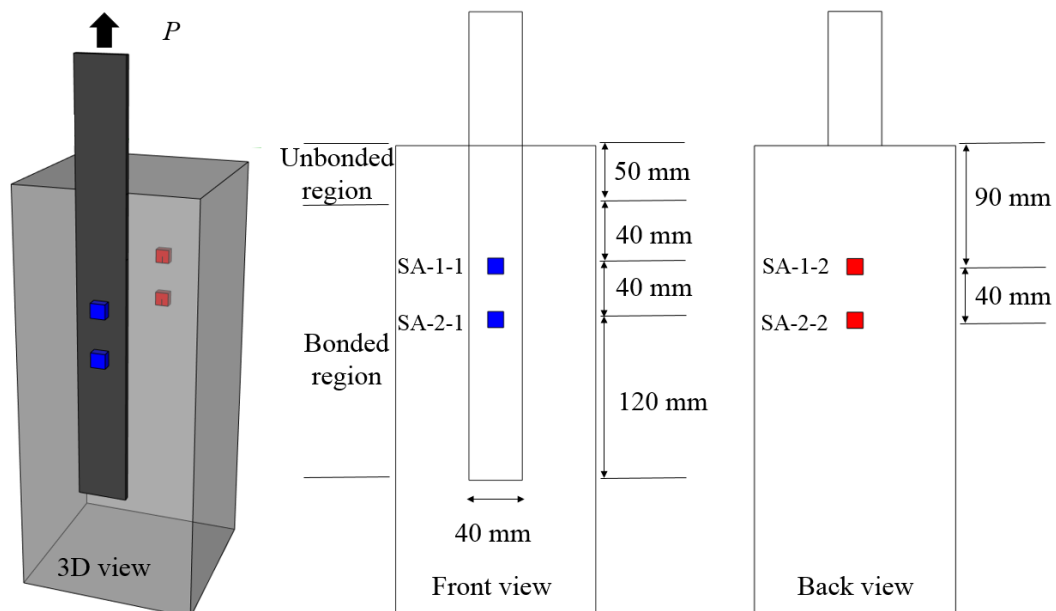 P
Unbonded
region
50 mm
90 mm
40 mm
SA-1-1
SA-1-2
40 mm
40 mm
SA-2-1
SA-2-2
Bonded
region
120 mm
40 mm
3D view
Front view
Back view